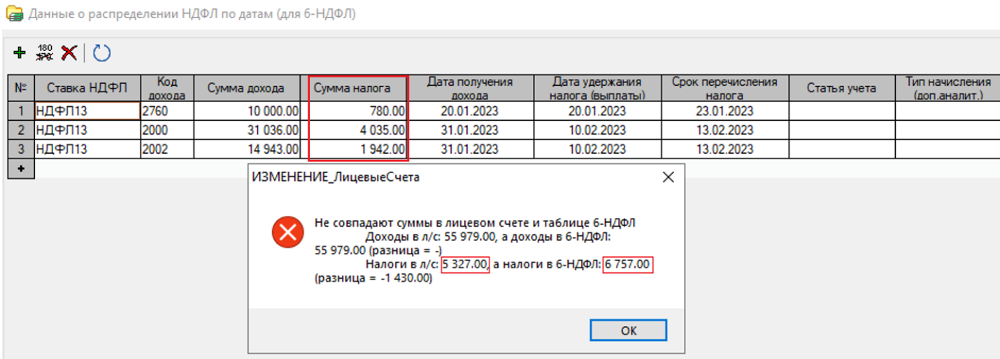 Данные о распределении НДФЛ по датам (для 6-НДФЛ)
180
№ Ставка НДФЛ Код дохода Сумма дохода Сумма налога Дата получения дохода Дата удержания налога (выплаты) Срок перечисления налога Статья учета Тип начисления (доп.аналит.)
1 НДФЛ13 2760 10 000.00 780.00 20.01.2023 20.01.2023 23.01.2023
2 НДФЛ13 2000 31 036.00 4 035.00 31.01.2023 10.02.2023 13.02.2023
3 НДФЛ13 2002 14 943.00 1 942.00 31.01.2023 10.02.2023 13.02.2023
ИЗМЕНЕНИЕ_ЛицевыеСчета
Не совпадают суммы в лицевом счете и таблице 6-НДФЛ
Доходы в л/с: 55 979.00, а доходы в 6-НДФЛ:
55 979.00 (разница = -)
Налоги в л/с: 5 327.00, а налоги в 6-НДФЛ: 6 757.00
(разница = -1 430.00)
ОК